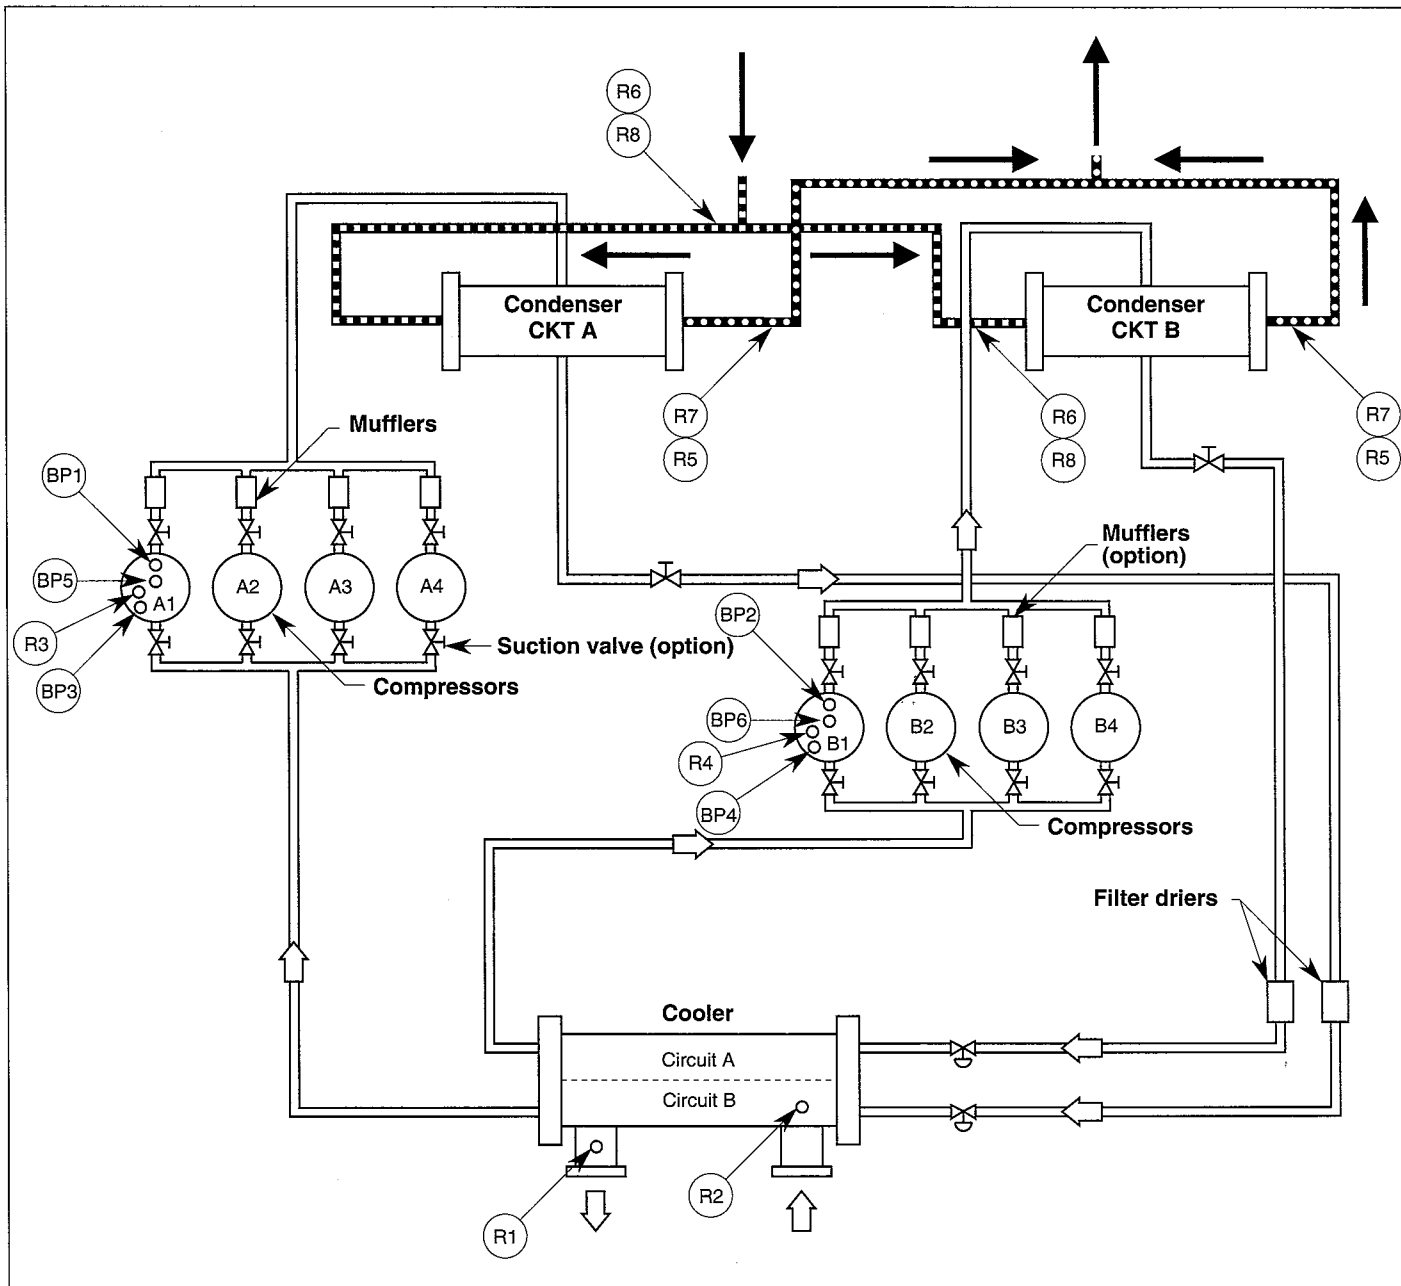 R6
R8
Condenser
CKT A
Condenser
CKT B
R7
R5
R6
R8
R7
R5
Mufflers
BP1
BP5
R3
BP3
A1
A2
A3
A4
Suction valve (option)
Compressors
Mufflers
(option)
BP2
BP6
R4
BP4
B1
B2
B3
B4
Compressors
Filter driers
Cooler
Circuit A
Circuit B
R1
R2